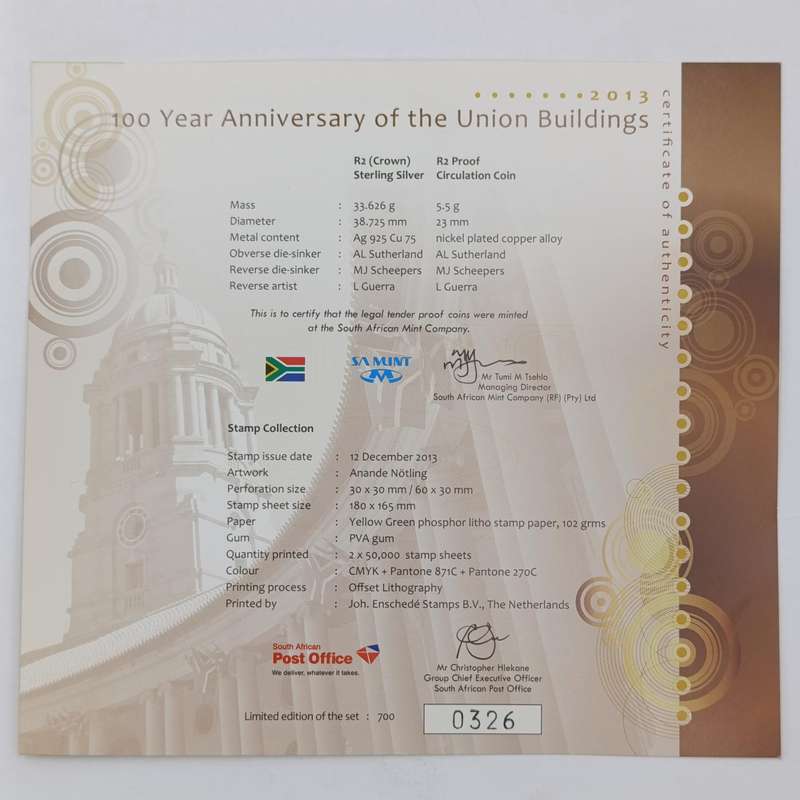 2013
100 Year Anniversary of the Union Buildings
certificate of authenticity
R2 (Crown) R2 Proof
Sterling Silver Circulation Coin
Mass : 33.626 g 5.5 g
Diameter : 38.725 mm 23 mm
Metal content : Ag 925 Cu 75 nickel plated copper alloy
Obverse die-sinker : AL Sutherland AL Sutherland
Reverse die-sinker : MJ Scheepers MJ Scheepers
Reverse artist : L Guerra L Guerra
This is to certify that the legal tender proof coins were minted
at the South African Mint Company.
SA MINT
Mr Tumi M Tsehlo
Managing Director
South African Mint Company (RF) (Pty) Ltd
Stamp Collection
Stamp issue date : 12 December 2013
Artwork : Anande Nötling
Perforation size : 30 x 30 mm / 60 x 30 mm
Stamp sheet size : 180 x 165 mm
Paper : Yellow Green phosphor litho stamp paper, 102 grms
Gum : PVA gum
Quantity printed : 2 x 50,000 stamp sheets
Colour : CMYK + Pantone 871C + Pantone 270C
Printing process : Offset Lithography
Printed by : Joh. Enschedé Stamps B.V., The Netherlands
South African
Post Office
We deliver, whatever it takes.
Mr Christopher Hlekane
Group Chief Executive Officer
South African Post Office
Limited edition of the set : 700
0326